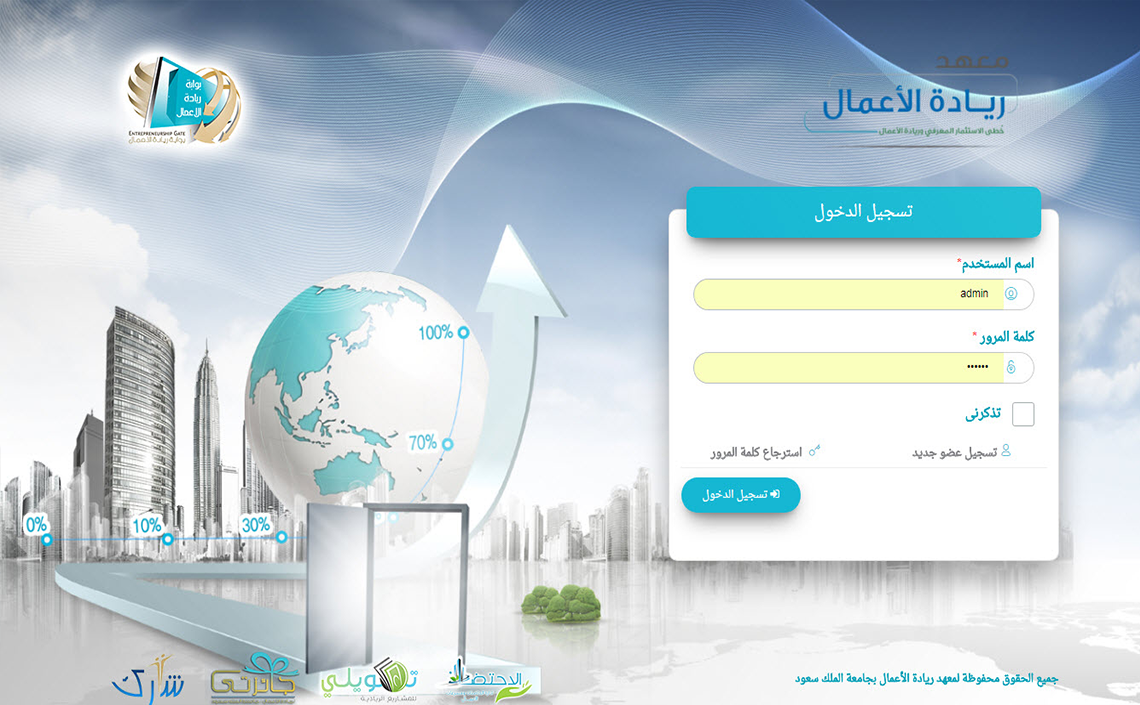 معهد
ريادة الأعمال
خطى الاستثمار المعرفي وريادة الأعمال
بوابة
ريادة
الأعمال
ENTREPRENEURSHIP GATE
بوابة ريادة الأعمال
تسجيل الدخول
اسم المستخدم*
admin
كلمة المرور *
••••••
تذكرنى
تسجيل عضو جديد
استرجاع كلمة المرور
تسجيل الدخول
100%
70%
30%
10%
0%
شارك
جائزتي
تمويلي
للمشاريع الريادية
الاحتضان
جميع الحقوق محفوظة لمعهد ريادة الأعمال بجامعة الملك سعود